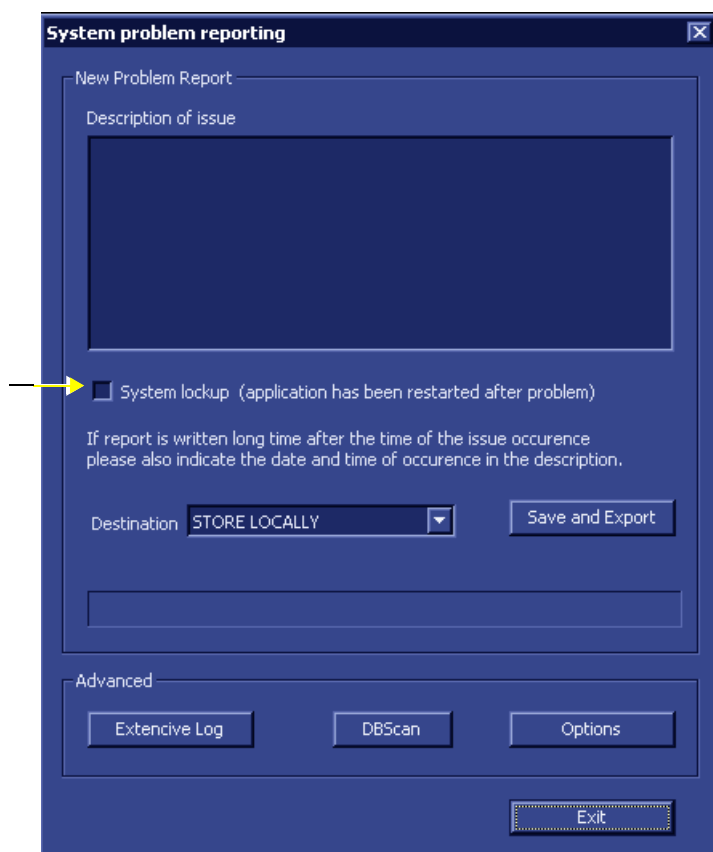 System problem reporting
New Problem Report
Description of issue
System lockup (application has been restarted after problem)
If report is written long time after the time of the issue occurence
please also indicate the date and time of occurence in the description.
Destination STORE LOCALLY Save and Export
Advanced
Extencive Log DBScan Options
Exit